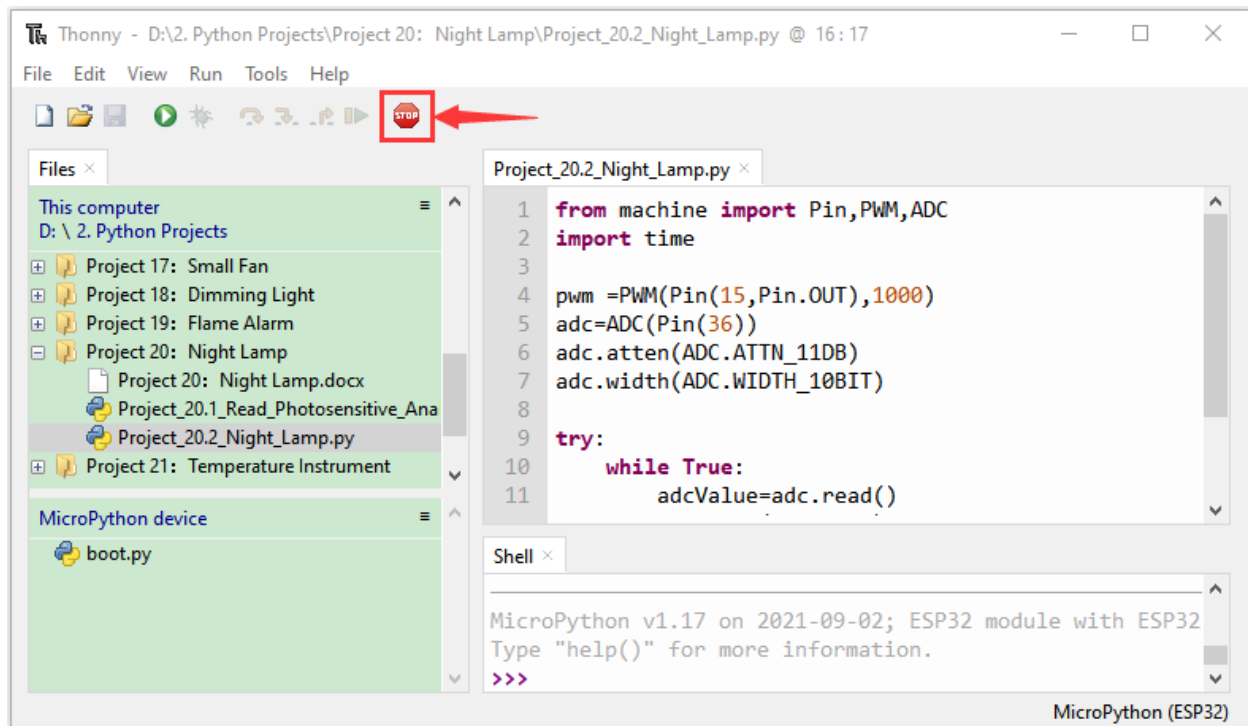 Thonny - D:\2. Python Projects\Project 20： Night Lamp\Project_20.2_Night_Lamp.py @ 16 : 17
File Edit View Run Tools Help
STOP
Files
This computer
D: \ 2. Python Projects
Project 17： Small Fan
Project 18： Dimming Light
Project 19： Flame Alarm
Project 20： Night Lamp
Project 20： Night Lamp.docx
Project_20.1_Read_Photosensitive_Ana
Project_20.2_Night_Lamp.py
Project 21： Temperature Instrument
MicroPython device
boot.py
Project_20.2_Night_Lamp.py
1 from machine import Pin,PWM,ADC
2 import time
3
4 pwm =PWM(Pin(15,Pin.OUT),1000)
5 adc=ADC(Pin(36))
6 adc.atten(ADC.ATTN_11DB)
7 adc.width(ADC.WIDTH_10BIT)
8
9 try:
10     while True:
11         adcValue=adc.read()
Shell
MicroPython v1.17 on 2021-09-02; ESP32 module with ESP32
Type "help()" for more information.
>>>
MicroPython (ESP32)